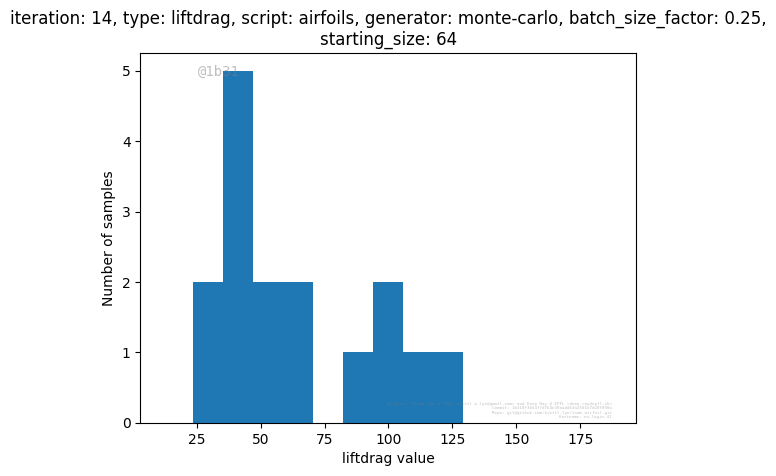 iteration: 14, type: liftdrag, script: airfoils, generator: monte-carlo, batch_size_factor: 0.25,
starting_size: 64
@1b31
5
4
3
2
1
0
Number of samples
25 50 75 100 125 150 175
liftdrag value